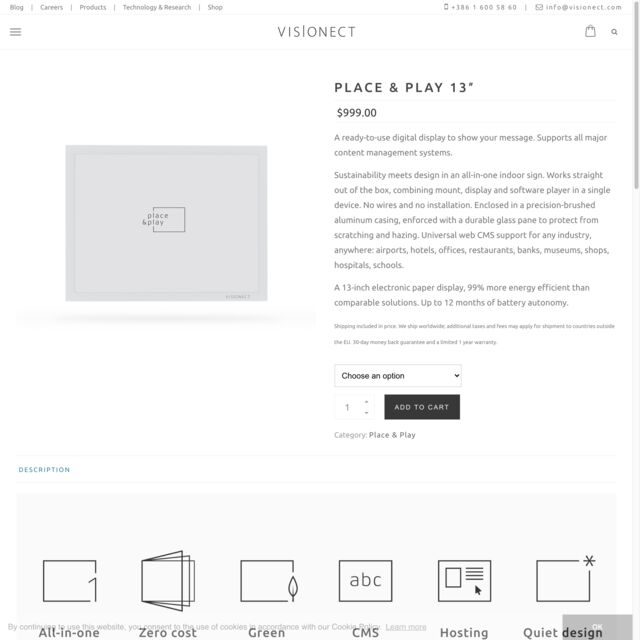 Blog | Careers | Products | Technology & Research | Shop
+386 1 600 58 60 | info@visionect.com
VISIONECT
PLACE & PLAY 13″
$999.00
A ready-to-use digital display to show your message. Supports all major
content management systems.
Sustainability meets design in an all-in-one indoor sign. Works straight
out of the box, combining mount, display and software player in a single
device. No wires and no installation. Enclosed in a precision-brushed
aluminum casing, enforced with a durable glass pane to protect from
scratching and hazing. Universal web CMS support for any industry,
anywhere: airports, hotels, offices, restaurants, banks, museums, shops,
hospitals, schools.
A 13-inch electronic paper display, 99% more energy efficient than
comparable solutions. Up to 12 months of battery autonomy.
Shipping included in price. We ship worldwide; additional taxes and fees may apply for shipment to countries outside
the EU. 30-day money back guarantee and a limited 1 year warranty.
place
&play
VISIONECT
Choose an option
1
ADD TO CART
Category: Place & Play
DESCRIPTION
1
abc
All-in-one Zero cost Green CMS Hosting Quiet design
By continuing to use this website, you consent to the use of cookies in accordance with our Cookie Policy. Learn more
OK